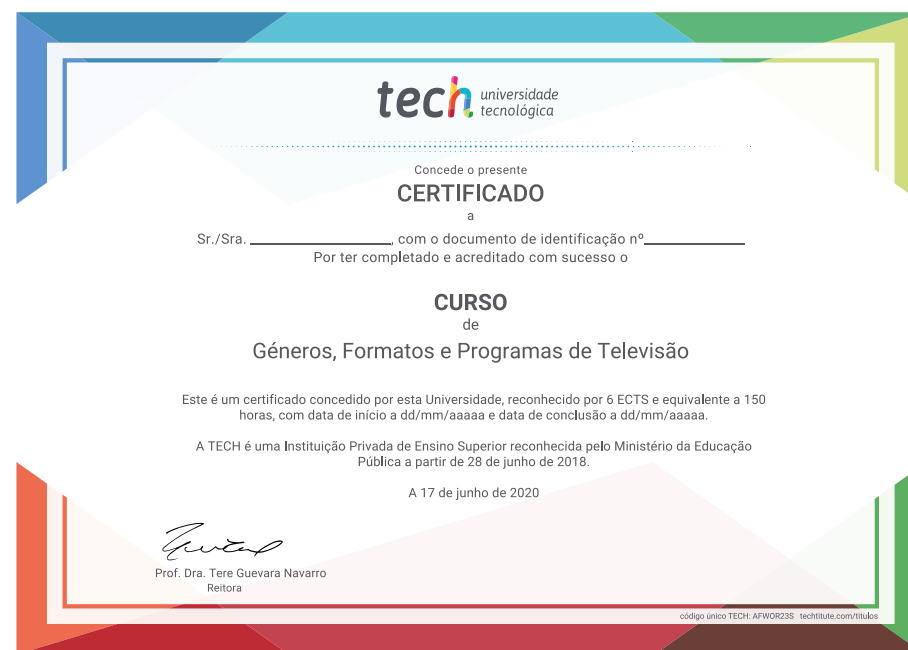 tech universidade
tecnológica
Concede o presente
CERTIFICADO
a
Sr./Sra. ____________, com o documento de identificação nº____________
Por ter completado e acreditado com sucesso o
CURSO
de
Géneros, Formatos e Programas de Televisão
Este é um certificado concedido por esta Universidade, reconhecido por 6 ECTS e equivalente a 150
horas, com data de início a dd/mm/aaaaa e data de conclusão a dd/mm/aaaaa.
A TECH é uma Instituição Privada de Ensino Superior reconhecida pelo Ministério da Educação
Pública a partir de 28 de junho de 2018.
A 17 de junho de 2020
Prof. Dra. Tere Guevara Navarro
Reitora
código único TECH: AFWOR23S techtitute.com/titulos